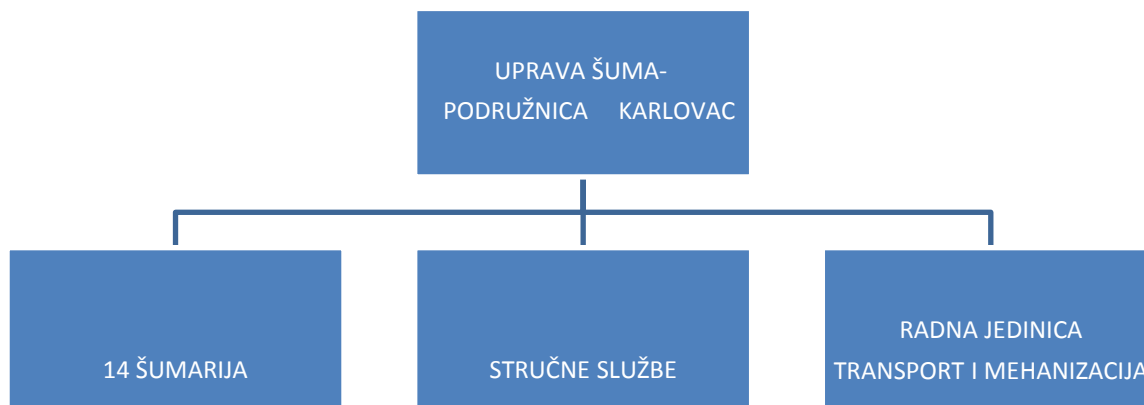 UPRAVA ŠUMA-
PODRUŽNICA KARLOVAC
14 ŠUMARIJA
STRUČNE SLUŽBE
RADNA JEDINICA
TRANSPORT I MEHANIZACIJA